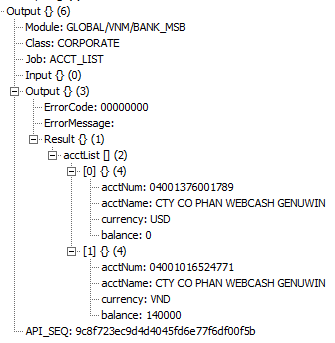 Output {} (6)
Module: GLOBAL/VNM/BANK_MSB
Class: CORPORATE
Job: ACCT_LIST
Input {} (0)
Output {} (3)
ErrorCode: 00000000
ErrorMessage:
Result {} (1)
acctList [] (2)
[0] {} (4)
acctNum: 04001376001789
acctName: CTY CO PHAN WEBCASH GENUWIN
currency: USD
balance: 0
[1] {} (4)
acctNum: 04001016524771
acctName: CTY CO PHAN WEBCASH GENUWIN
currency: VND
balance: 140000
API_SEQ: 9c8f723ec9d4d4045fd6e77f6df00f5b